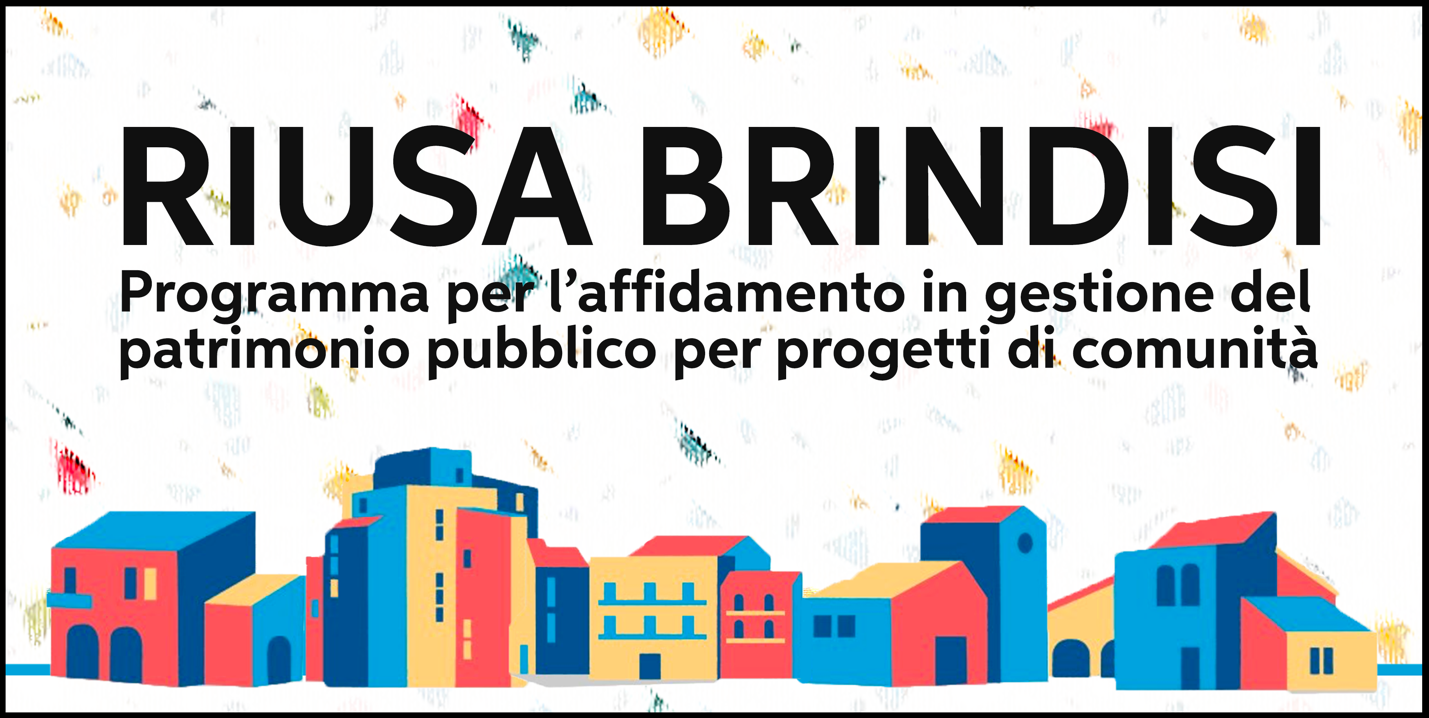 RIUSA BRINDISI
Programma per l’affidamento in gestione del
patrimonio pubblico per progetti di comunità